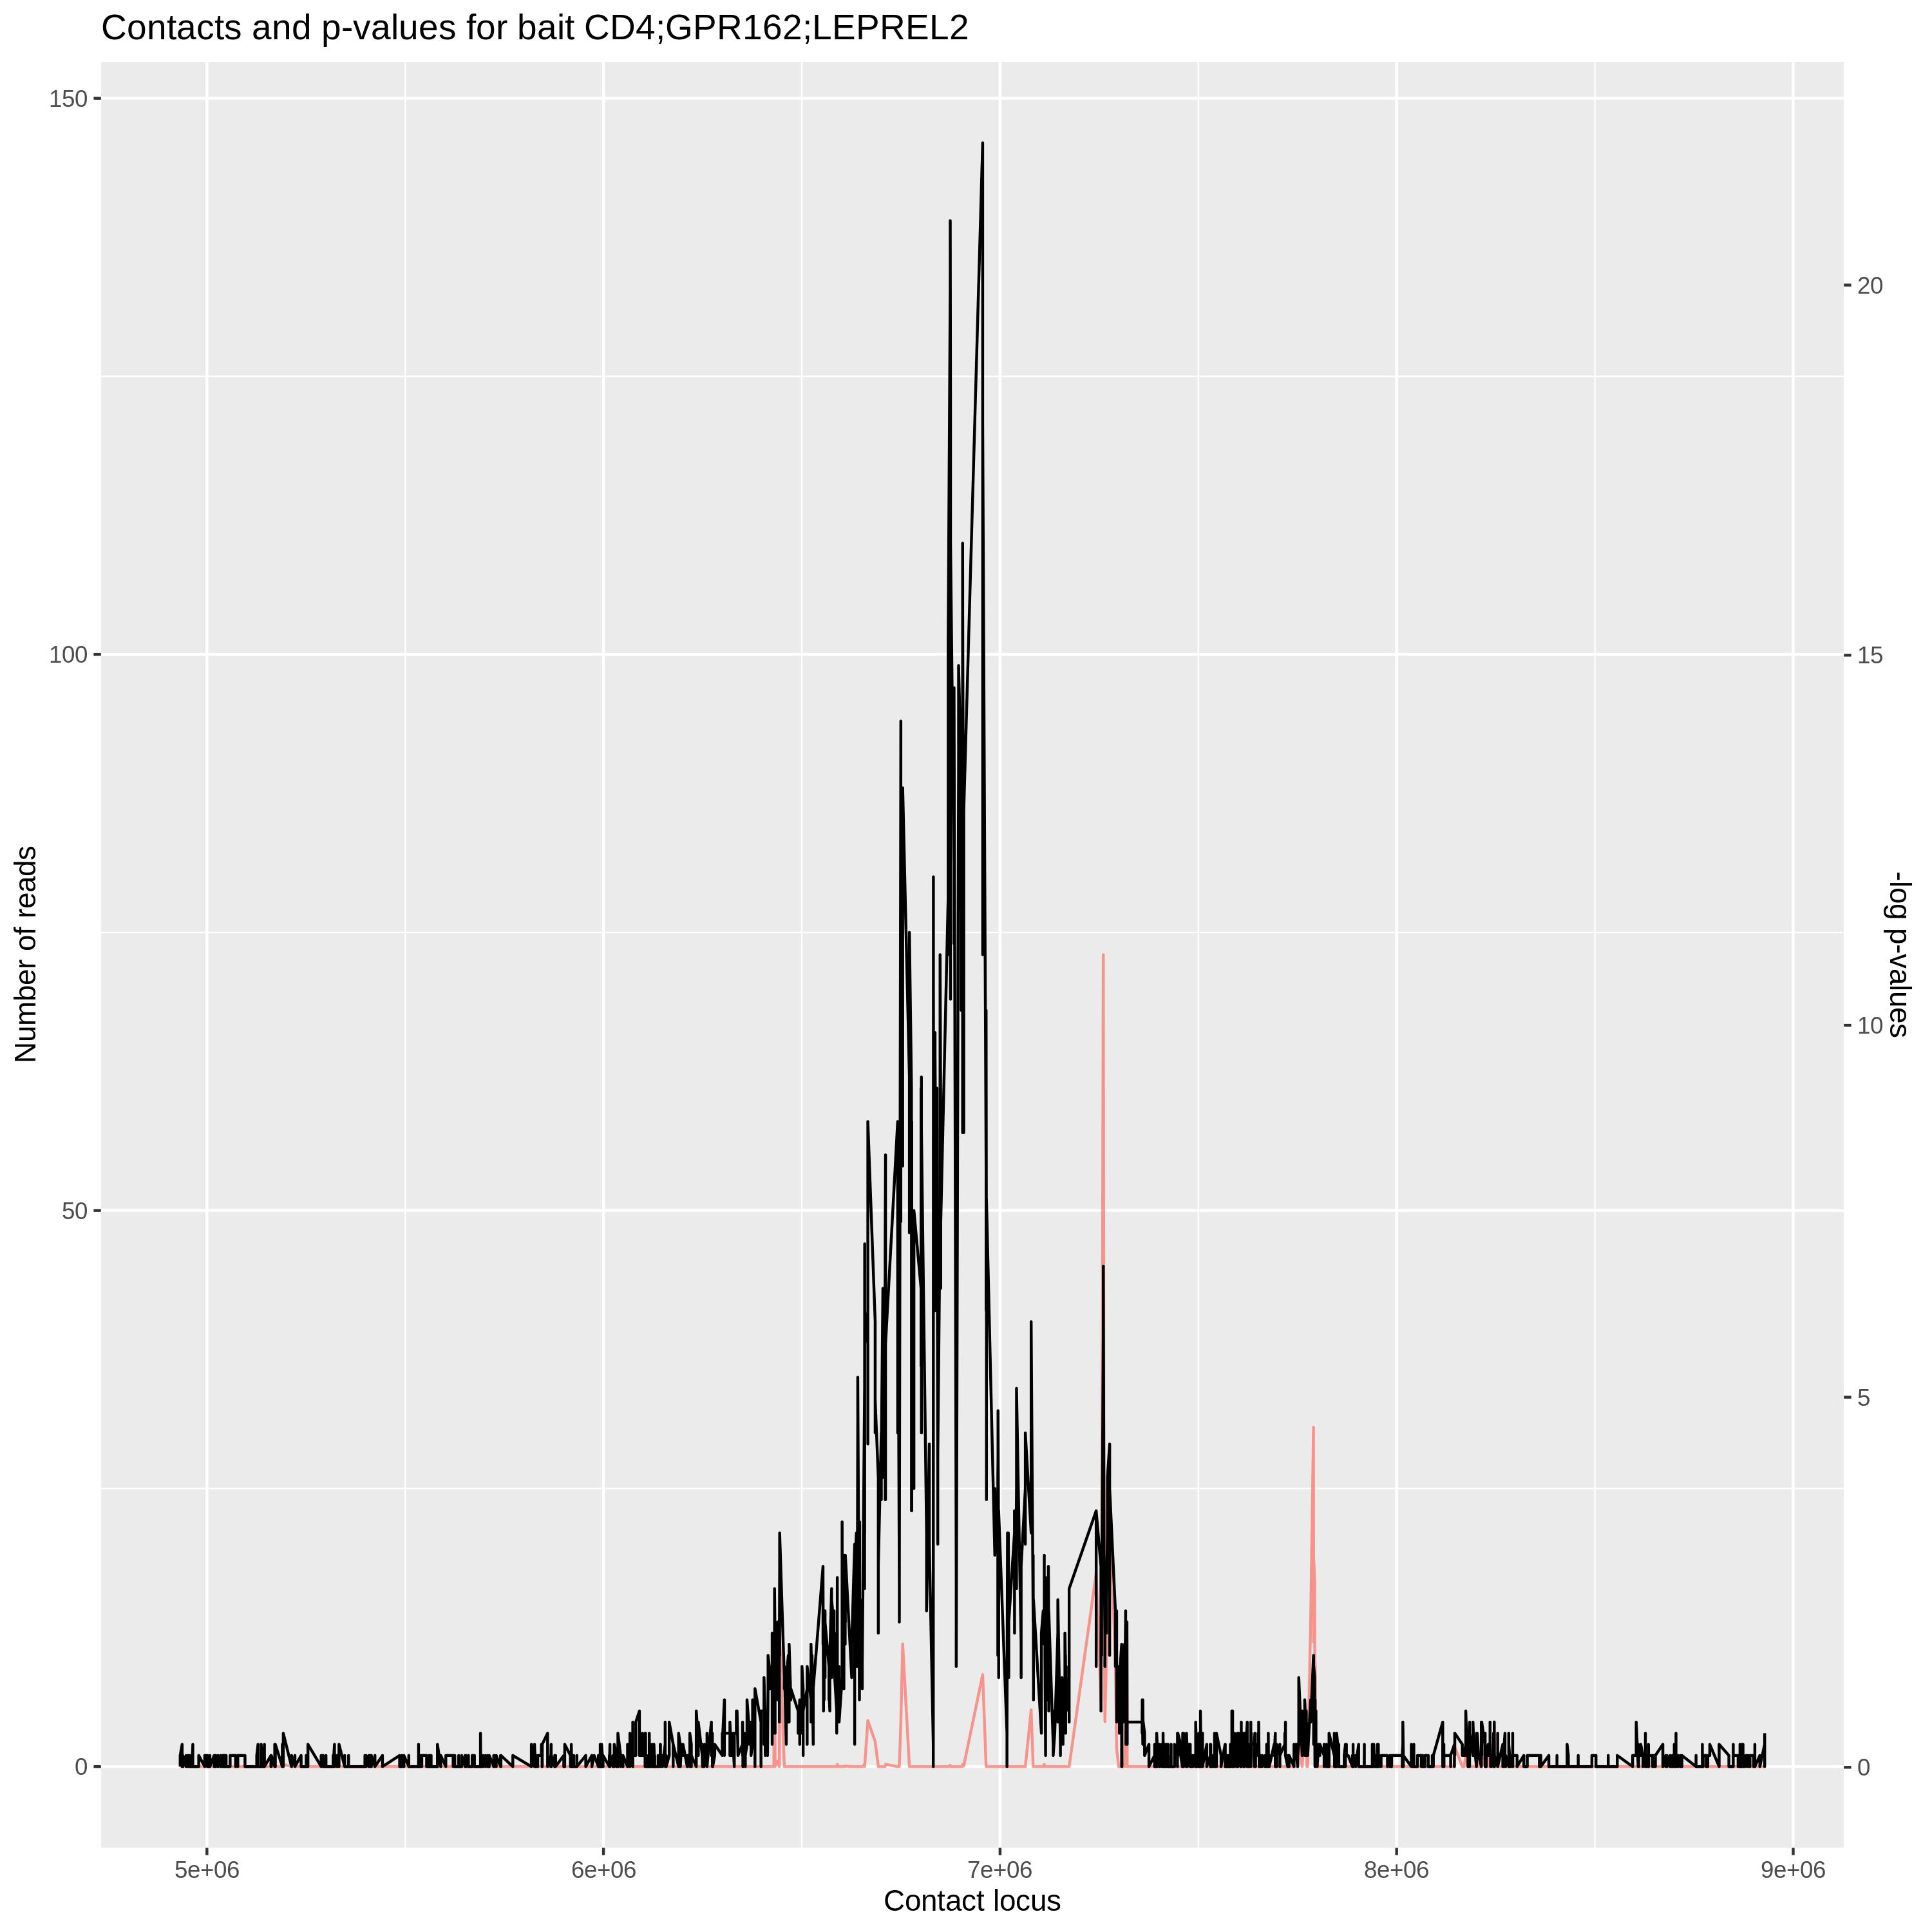 Contacts and p-values for bait CD4;GPR162;LEPREL2
150
100
50
0
Number of reads
20
15
10
5
0
-log p-values
5e+06
6e+06
7e+06
8e+06
9e+06
Contact locus